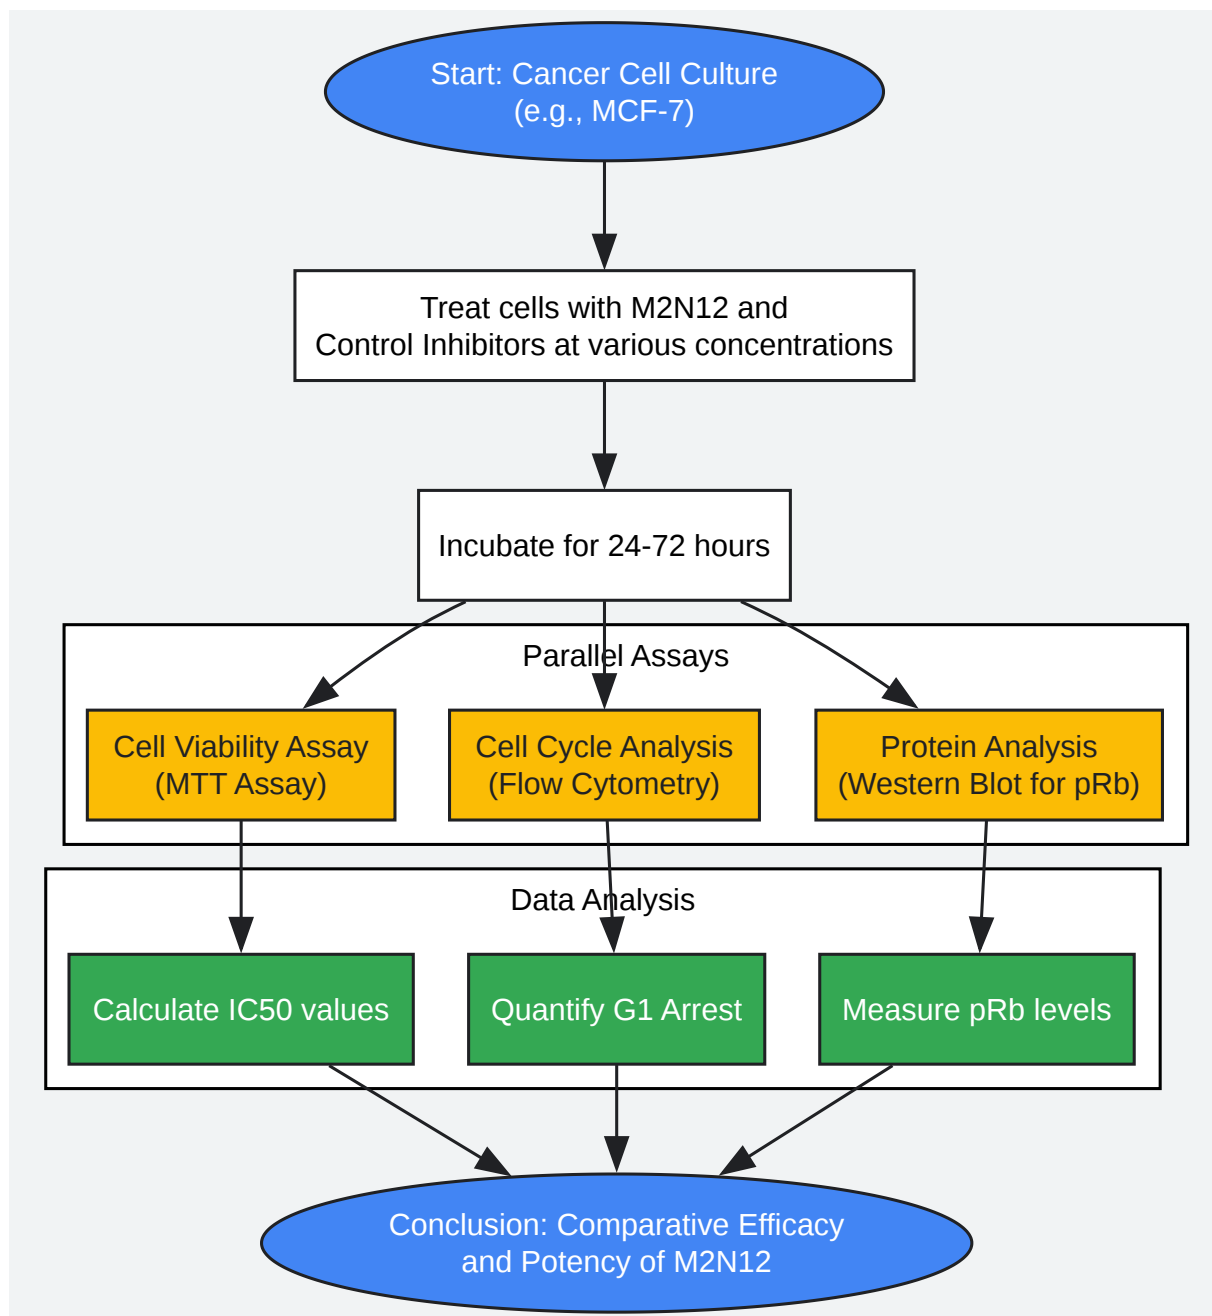 Start: Cancer Cell Culture
(e.g., MCF-7)
Treat cells with M2N12 and
Control Inhibitors at various concentrations
Incubate for 24-72 hours
Parallel Assays
Cell Viability Assay
(MTT Assay)
Cell Cycle Analysis
(Flow Cytometry)
Protein Analysis
(Western Blot for pRb)
Data Analysis
Calculate IC50 values
Quantify G1 Arrest
Measure pRb levels
Conclusion: Comparative Efficacy
and Potency of M2N12